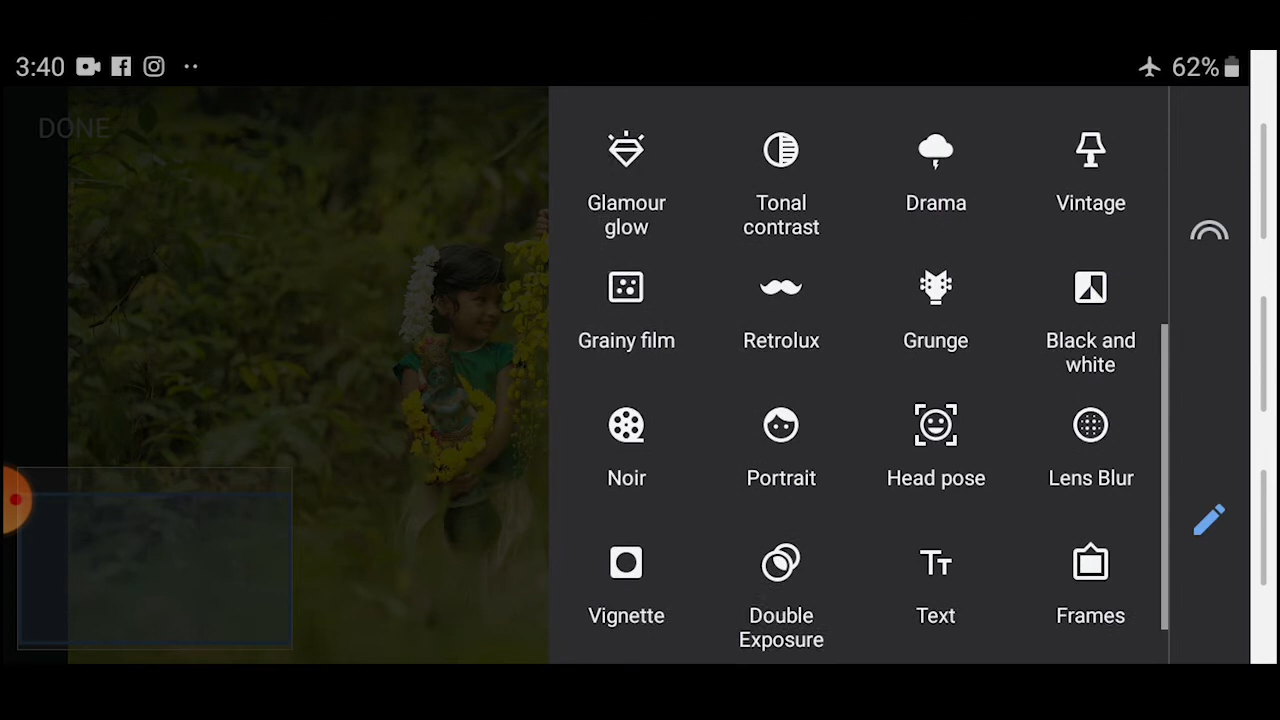 3:40
62%
DONE
Glamour
glow
Tonal
contrast
Drama
Vintage
Grainy film
Retrolux
Grunge
Black and
white
Noir
Portrait
Head pose
Lens Blur
Vignette
Double
Exposure
Text
Frames